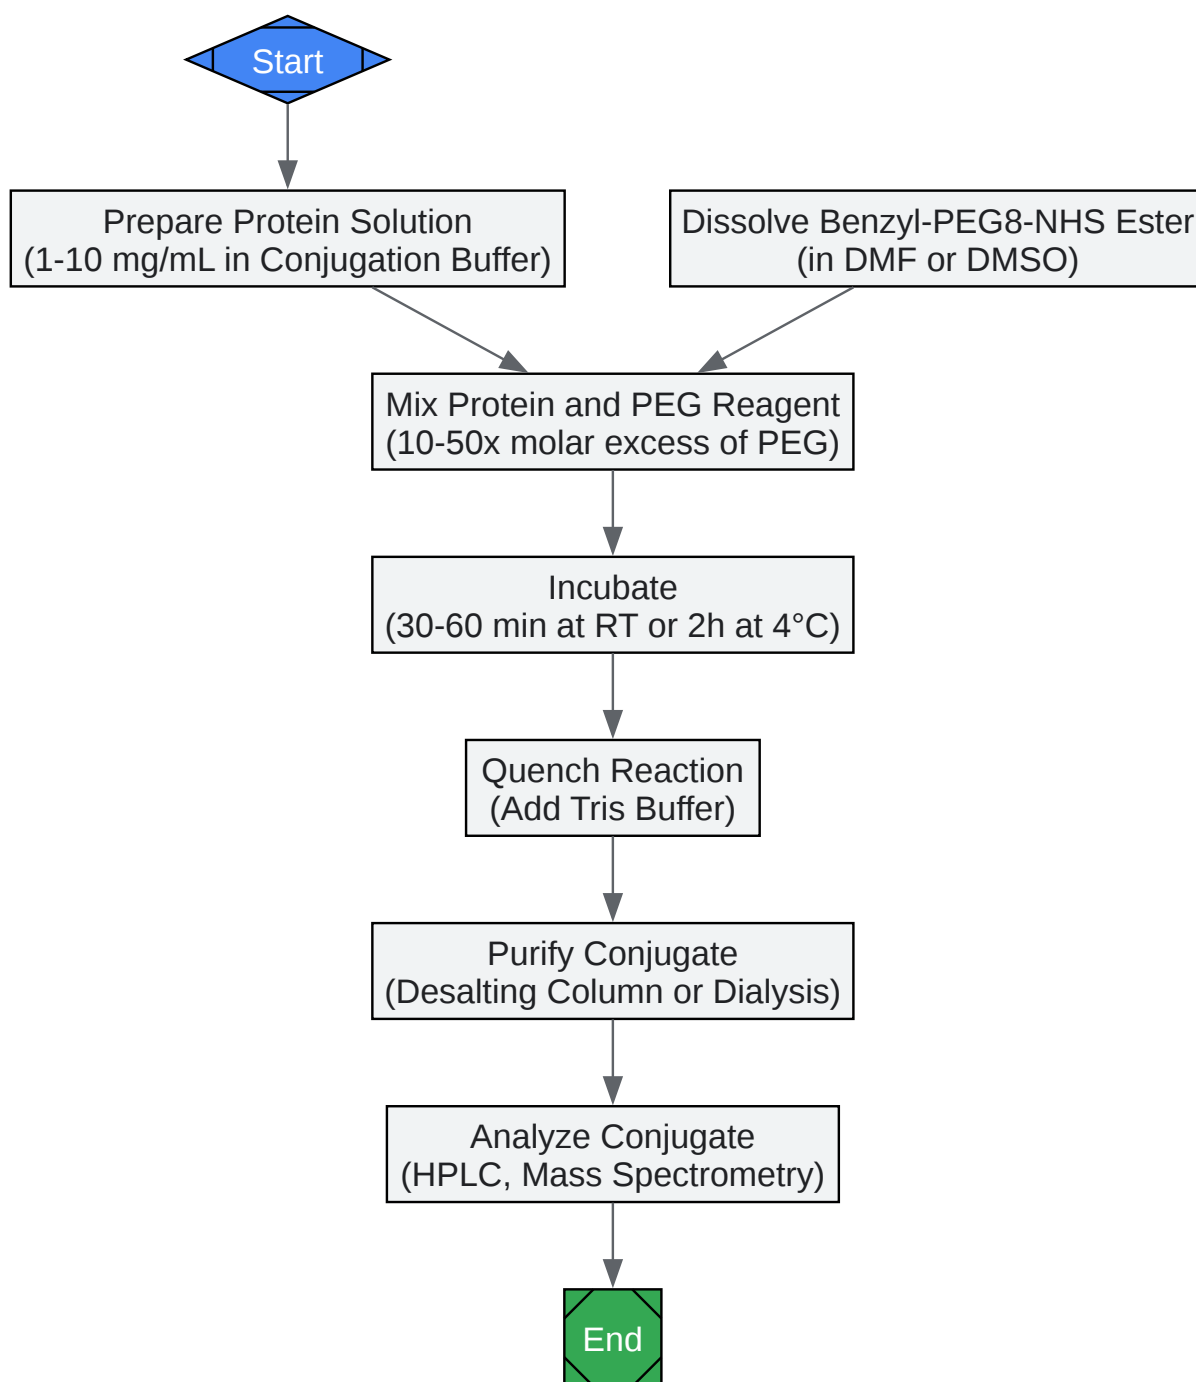 Start
Prepare Protein Solution
(1-10 mg/mL in Conjugation Buffer)
Dissolve Benzyl-PEG8-NHS Ester
(in DMF or DMSO)
Mix Protein and PEG Reagent
(10-50x molar excess of PEG)
Incubate
(30-60 min at RT or 2h at 4°C)
Quench Reaction
(Add Tris Buffer)
Purify Conjugate
(Desalting Column or Dialysis)
Analyze Conjugate
(HPLC, Mass Spectrometry)
End